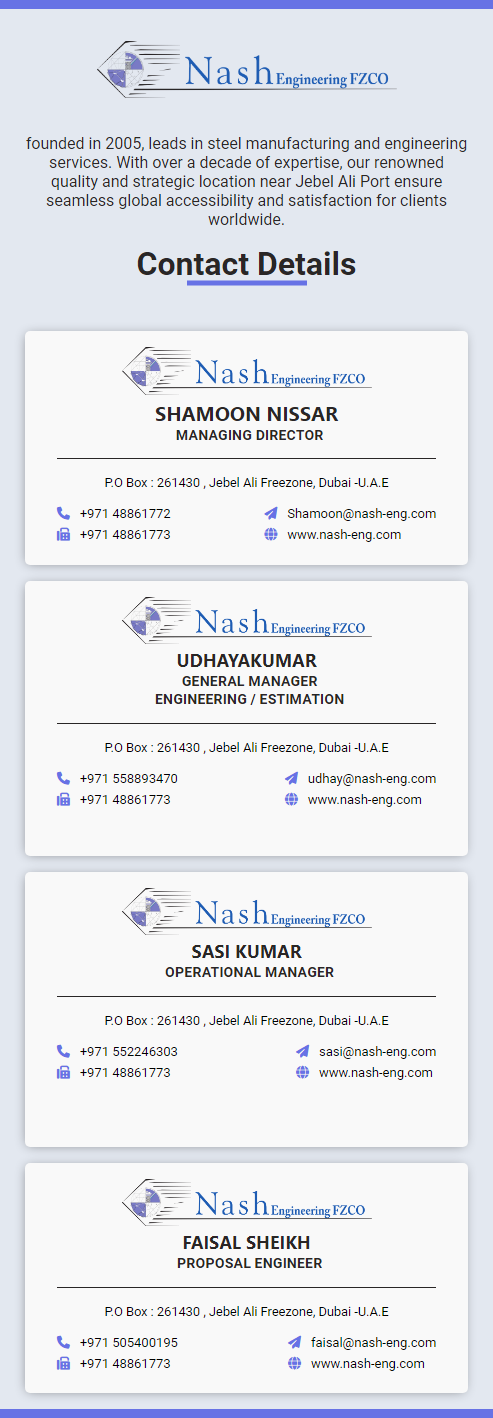 Nash Engineering FZCO
founded in 2005, leads in steel manufacturing and engineering
services. With over a decade of expertise, our renowned
quality and strategic location near Jebel Ali Port ensure
seamless global accessibility and satisfaction for clients
worldwide.
Contact Details
Nash Engineering FZCO
SHAMOON NISSAR
MANAGING DIRECTOR
P.O Box : 261430 , Jebel Ali Freezone, Dubai -U.A.E
+971 48861772 Shamoon@nash-eng.com
+971 48861773 www.nash-eng.com
Nash Engineering FZCO
UDHAYAKUMAR
GENERAL MANAGER
ENGINEERING / ESTIMATION
P.O Box : 261430 , Jebel Ali Freezone, Dubai -U.A.E
+971 558893470 udhay@nash-eng.com
+971 48861773 www.nash-eng.com
Nash Engineering FZCO
SASI KUMAR
OPERATIONAL MANAGER
P.O Box : 261430 , Jebel Ali Freezone, Dubai -U.A.E
+971 552246303 sasi@nash-eng.com
+971 48861773 www.nash-eng.com
Nash Engineering FZCO
FAISAL SHEIKH
PROPOSAL ENGINEER
P.O Box : 261430 , Jebel Ali Freezone, Dubai -U.A.E
+971 505400195 faisal@nash-eng.com
+971 48861773 www.nash-eng.com